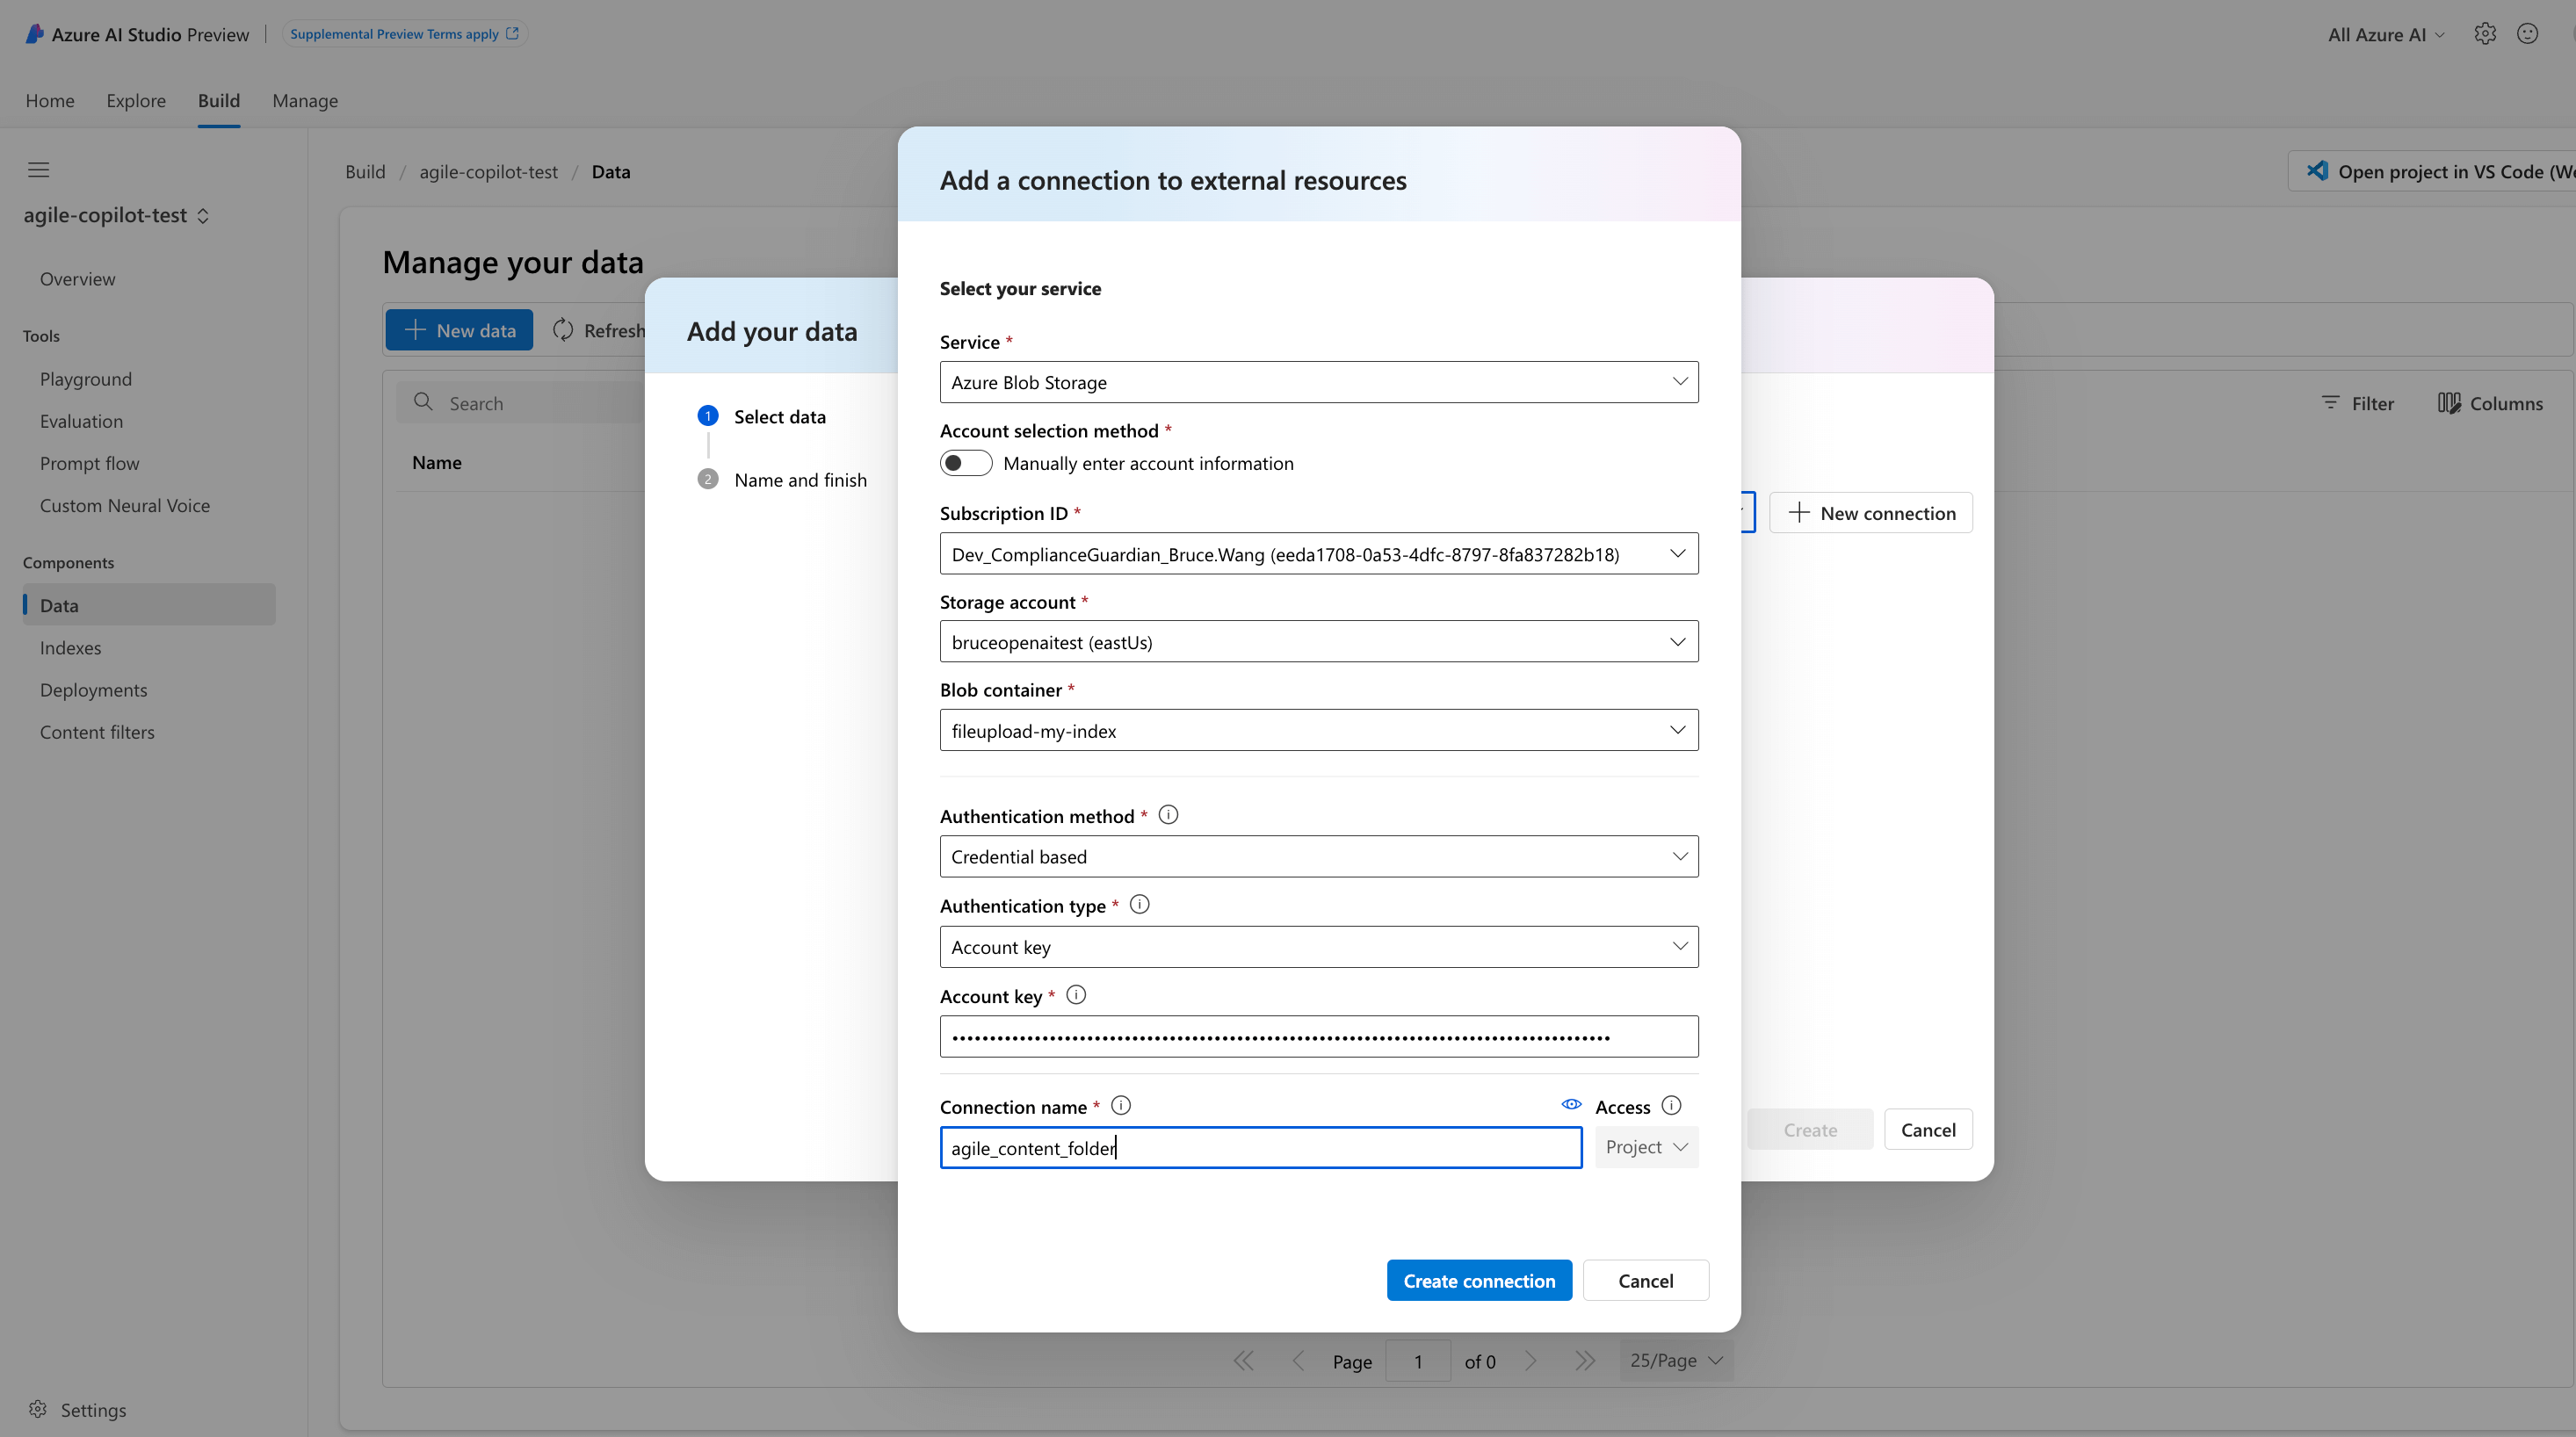 Azure AI Studio Preview
Supplemental Preview Terms apply
All Azure AI
Home Explore Build Manage
agile-copilot-test
Overview
Tools
Playground
Evaluation
Prompt flow
Custom Neural Voice
Components
Data
Indexes
Deployments
Content filters
Settings
Build / agile-copilot-test / Data
Open project in VS Code
Manage your data
New data Refresh
Search
Filter Columns
Name
Add your data
1 Select data
2 Name and finish
New connection
Create Cancel
Add a connection to external resources
Select your service
Service *
Azure Blob Storage
Account selection method *
Manually enter account information
Subscription ID *
Dev_ComplianceGuardian_Bruce.Wang (eeda1708-0a53-4dfc-8797-8fa837282b18)
Storage account *
bruceopenaitest (eastUs)
Blob container *
fileupload-my-index
Authentication method *
Credential based
Authentication type *
Account key
Account key *
Connection name * Access
agile_content_folder Project
Create connection Cancel
Page 1 of 0 25/Page